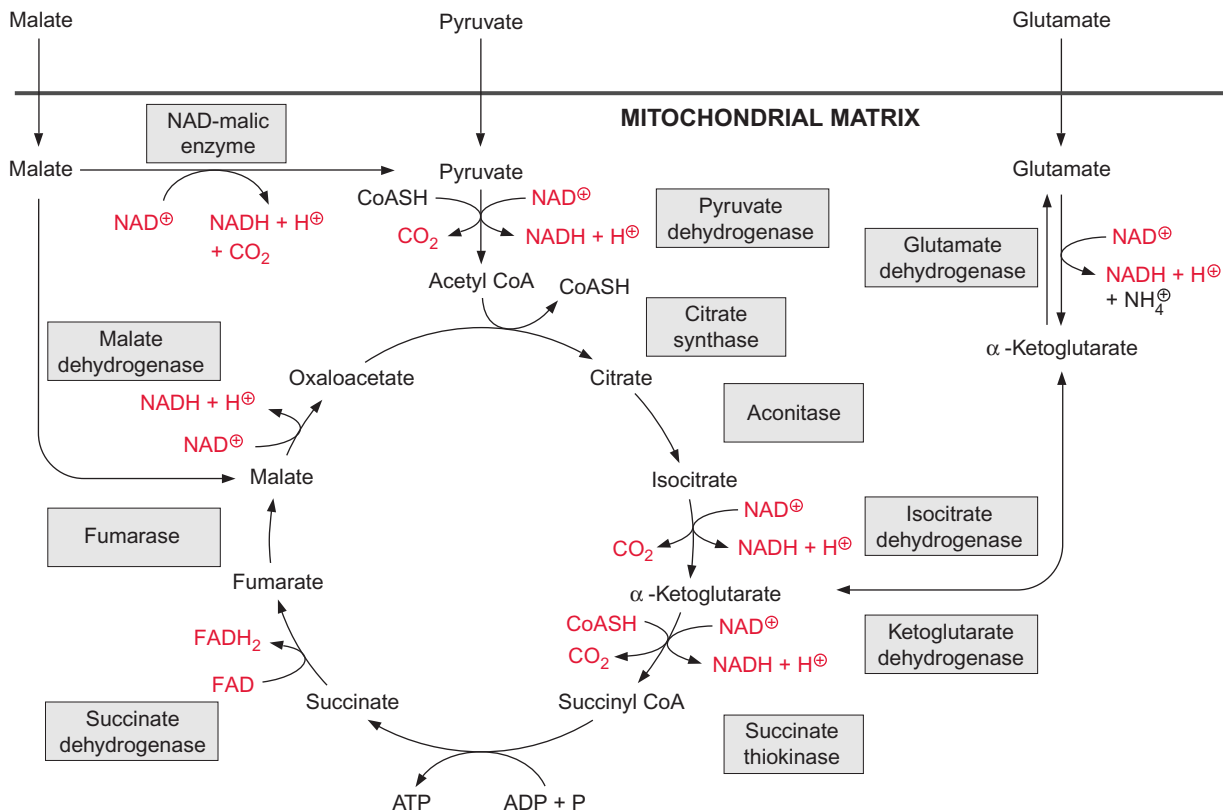 Malate
Pyruvate
Glutamate
MITOCHONDRIAL MATRIX
NAD-malic
enzyme
Malate
Pyruvate
Glutamate
NAD⊕
NADH + H⊕
+ CO₂
CoASH
NAD⊕
CO₂
NADH + H⊕
Pyruvate
dehydrogenase
Glutamate
dehydrogenase
NAD⊕
NADH + H⊕
+ NH₄⊕
Acetyl CoA
CoASH
Citrate
synthase
α-Ketoglutarate
Malate
dehydrogenase
Oxaloacetate
Citrate
Aconitase
NADH + H⊕
NAD⊕
Malate
Isocitrate
NAD⊕
CO₂
NADH + H⊕
Isocitrate
dehydrogenase
Fumarase
Fumarate
α-Ketoglutarate
CoASH
NAD⊕
CO₂
NADH + H⊕
Ketoglutarate
dehydrogenase
FADH₂
FAD
Succinate
Succinyl CoA
Succinate
dehydrogenase
Succinate
thiokinase
ATP
ADP + P